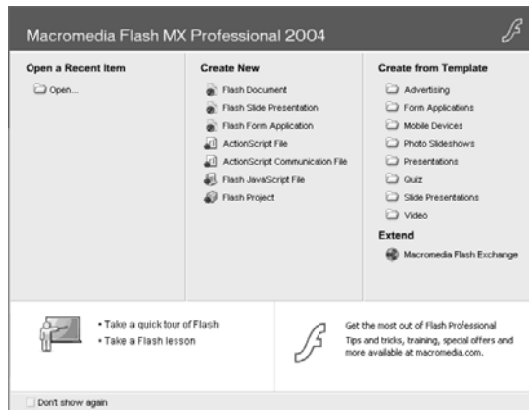 Macromedia Flash MX Professional 2004
Open a Recent Item
Open...
Create New
Flash Document
Flash Slide Presentation
Flash Form Application
ActionScript File
ActionScript Communication File
Flash JavaScript File
Flash Project
Create from Template
Advertising
Form Applications
Mobile Devices
Photo Slideshows
Presentations
Quiz
Slide Presentations
Video
Extend
Macromedia Flash Exchange
• Take a quick tour of Flash
• Take a Flash lesson
Get the most out of Flash Professional
Tips and tricks, training, special offers and
more available at macromedia.com.
Don't show again